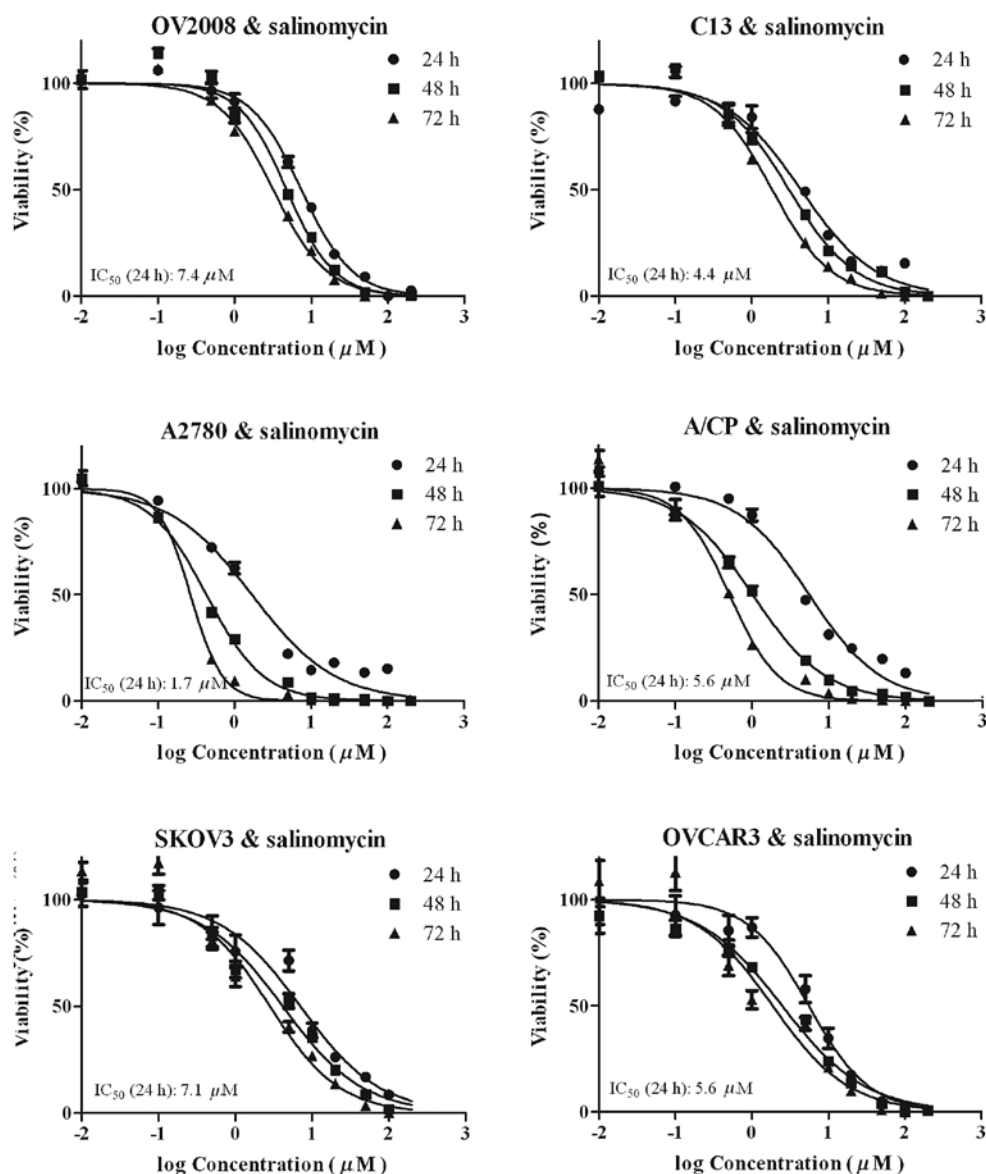 OV2008 & salinomycin
24 h
48 h
72 h
100
50
0
Viability (%)
IC50 (24 h): 7.4 μM
-2 -1 0 1 2 3
log Concentration ( μM )
C13 & salinomycin
24 h
48 h
72 h
100
50
0
Viability (%)
IC50 (24 h): 4.4 μM
-2 -1 0 1 2 3
log Concentration ( μM )
A2780 & salinomycin
24 h
48 h
72 h
100
50
0
Viability (%)
IC50 (24 h): 1.7 μM
-2 -1 0 1 2 3
log Concentration ( μM )
A/CP & salinomycin
24 h
48 h
72 h
100
50
0
Viability (%)
IC50 (24 h): 5.6 μM
-2 -1 0 1 2 3
log Concentration ( μM )
SKOV3 & salinomycin
24 h
48 h
72 h
100
50
0
Viability (%)
IC50 (24 h): 7.1 μM
-2 -1 0 1 2 3
log Concentration ( μM )
OVCAR3 & salinomycin
24 h
48 h
72 h
100
50
0
Viability (%)
IC50 (24 h): 5.6 μM
-2 -1 0 1 2 3
log Concentration ( μM )